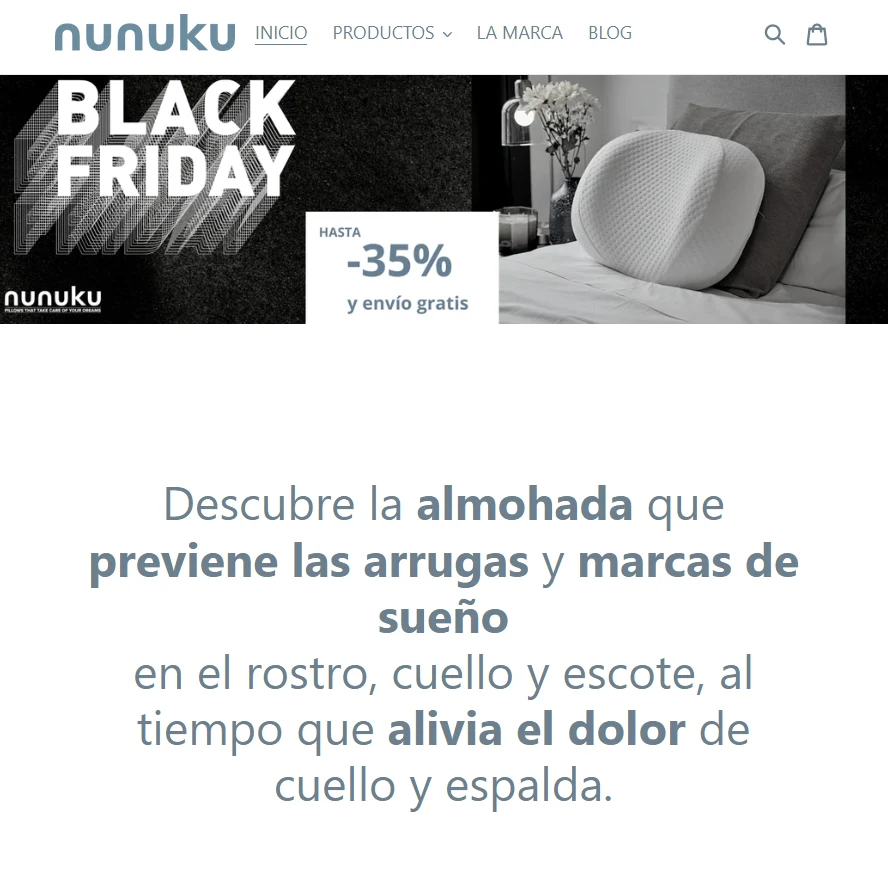 nunuku
INICIO
PRODUCTOS
LA MARCA
BLOG
BLACK
FRIDAY
HASTA
-35%
y envío gratis
nunuku
PILLOWS THAT TAKE CARE OF YOUR DREAMS
Descubre la almohada que
previene las arrugas y marcas de
sueño
en el rostro, cuello y escote, al
tiempo que alivia el dolor de
cuello y espalda.